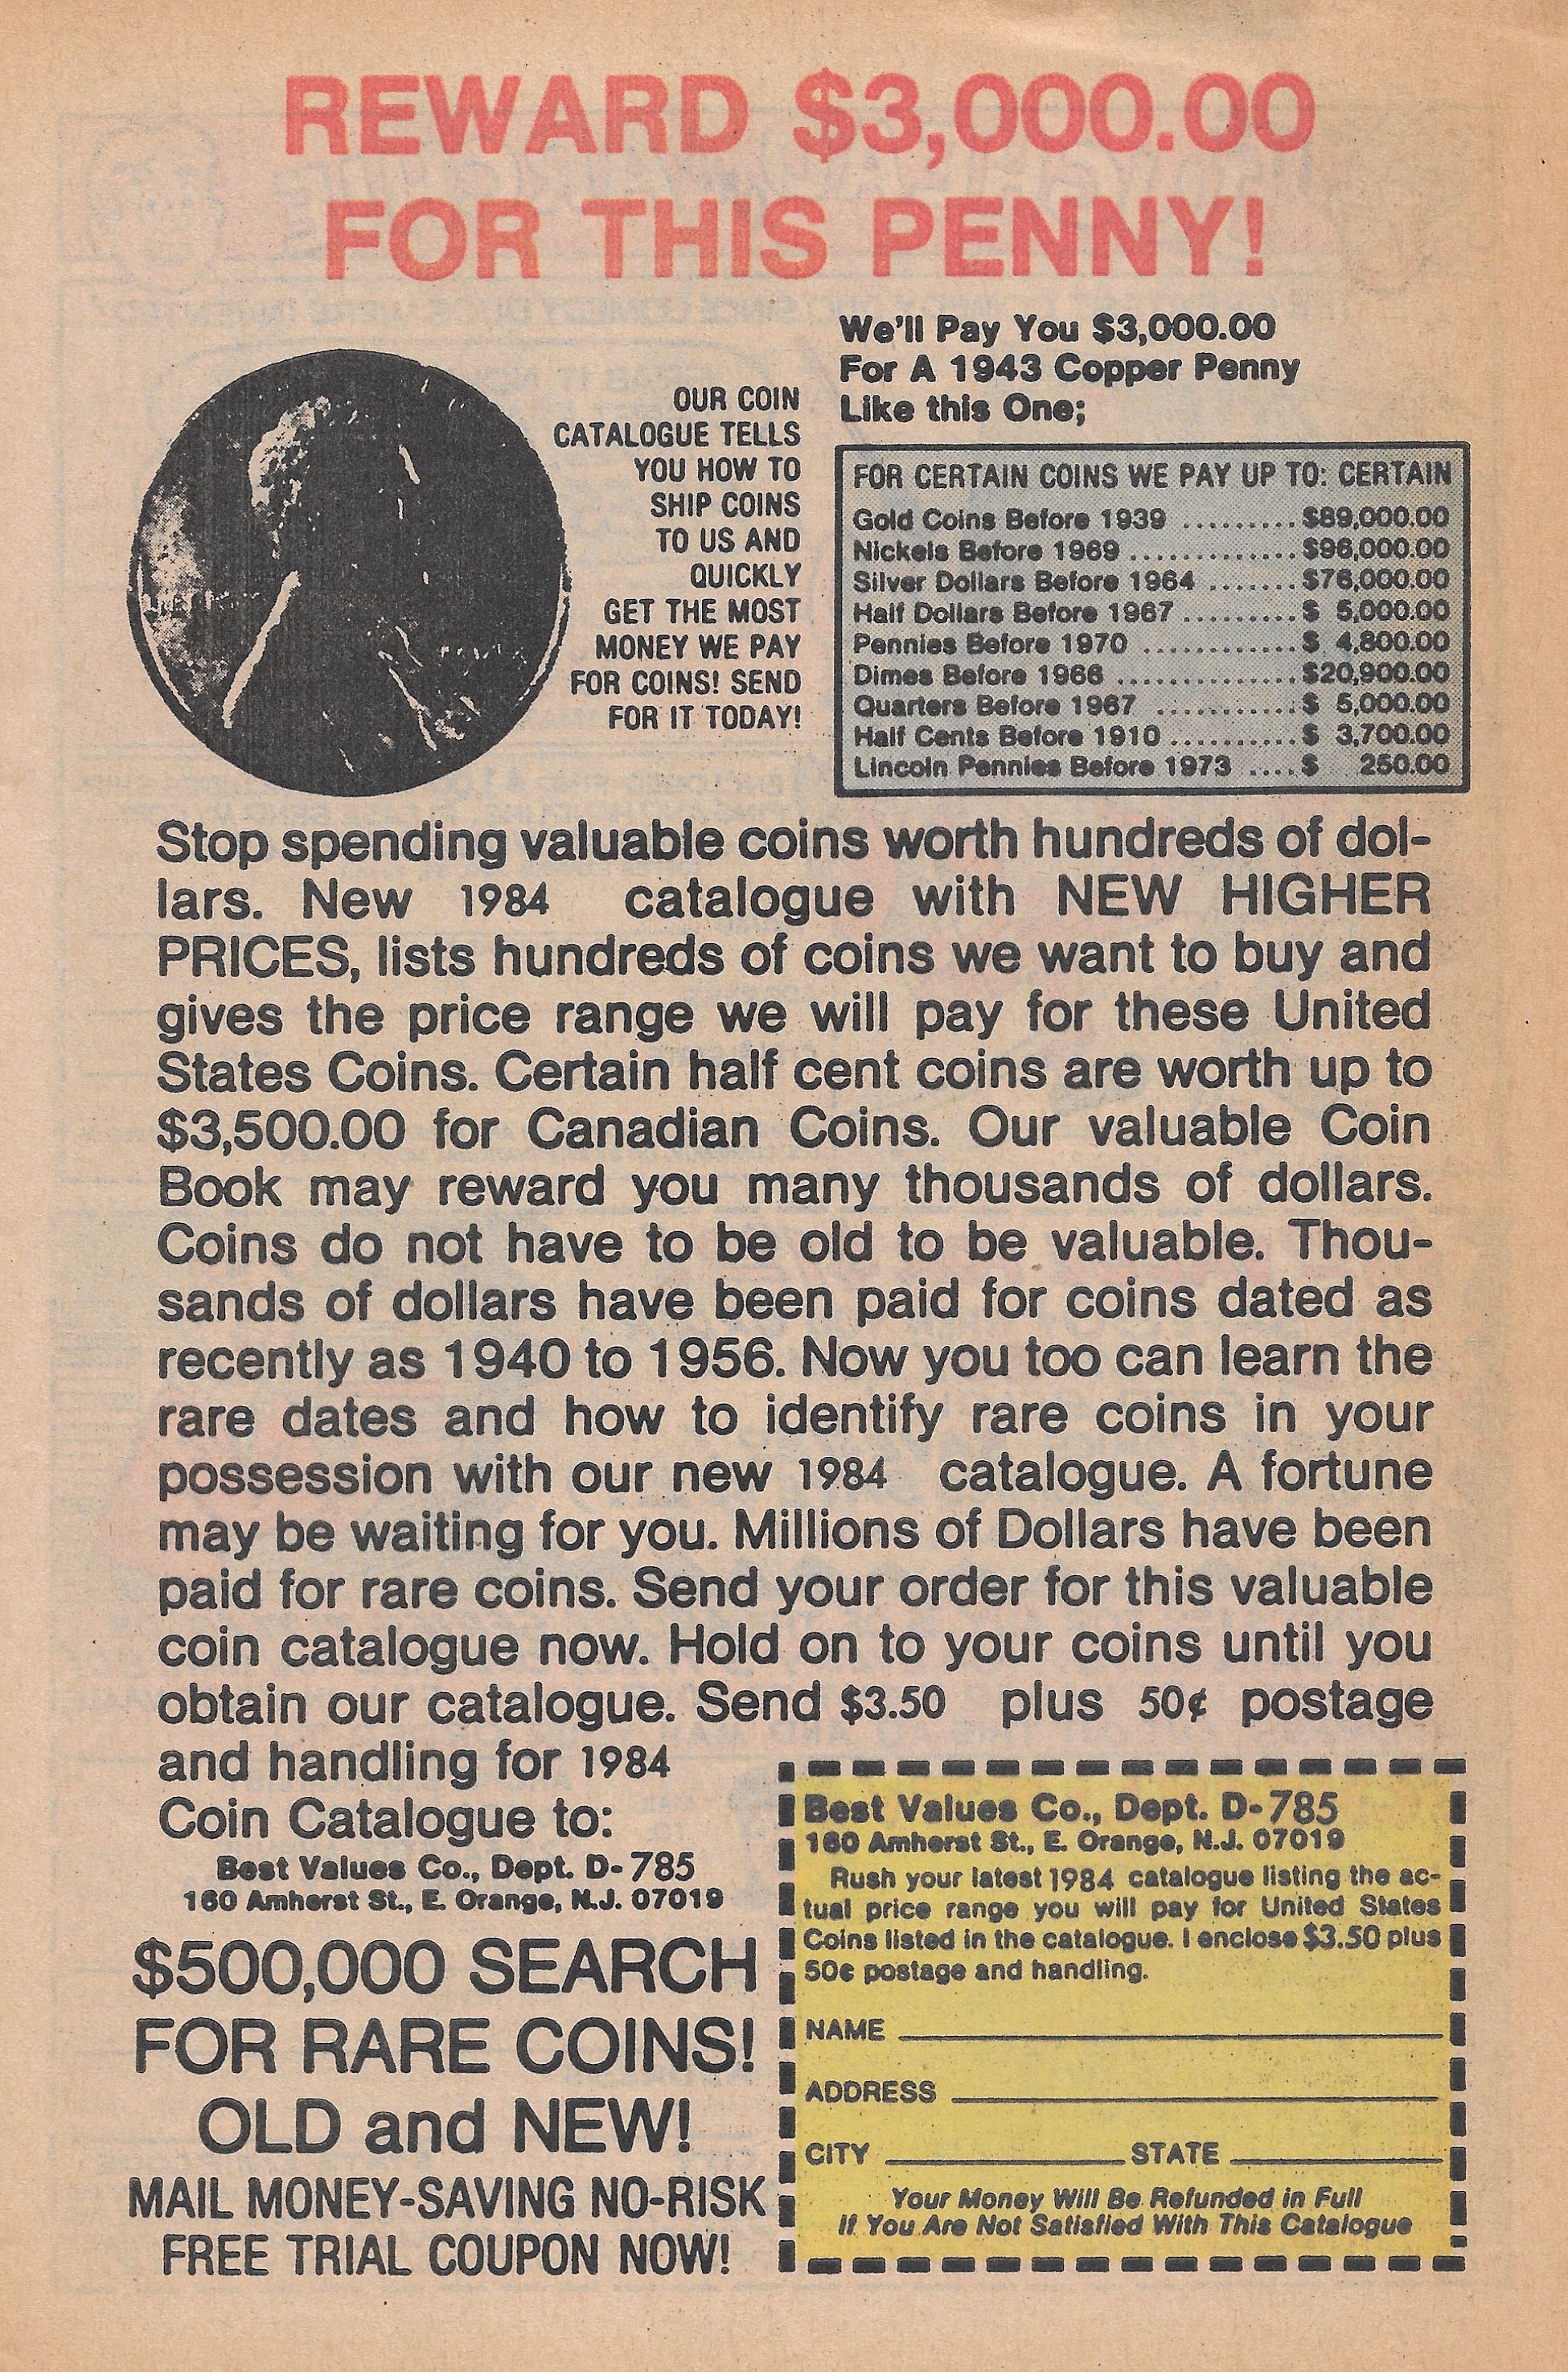 REWARD $3,000.00
FOR THIS PENNY!
We'll Pay You $3,000.00
For A 1943 Copper Penny
Like this One;
OUR COIN
CATALOGUE TELLS
YOU HOW TO
SHIP COINS
TO US AND
QUICKLY
GET THE MOST
MONEY WE PAY
FOR COINS! SEND
FOR IT TODAY!
FOR CERTAIN COINS WE PAY UP TO: CERTAIN
Gold Coins Before 1939 ..........$89,000.00
Nickels Before 1969 ..............$96,000.00
Silver Dollars Before 1964 ........$76,000.00
Half Dollars Before 1967 ..........$ 5,000.00
Pennies Before 1970 .............$ 4,800.00
Dimes Before 1966 ...............$20,900.00
Quarters Before 1967 ............$ 5,000.00
Half Cents Before 1910 ...........$ 3,700.00
Lincoln Pennies Before 1973 ....$ 250.00
Stop spending valuable coins worth hundreds of dol-
lars. New 1984 catalogue with NEW HIGHER
PRICES, lists hundreds of coins we want to buy and
gives the price range we will pay for these United
States Coins. Certain half cent coins are worth up to
$3,500.00 for Canadian Coins. Our valuable Coin
Book may reward you many thousands of dollars.
Coins do not have to be old to be valuable. Thou-
sands of dollars have been paid for coins dated as
recently as 1940 to 1956. Now you too can learn the
rare dates and how to identify rare coins in your
possession with our new 1984 catalogue. A fortune
may be waiting for you. Millions of Dollars have been
paid for rare coins. Send your order for this valuable
coin catalogue now. Hold on to your coins until you
obtain our catalogue. Send $3.50 plus 50¢ postage
and handling for 1984
Coin Catalogue to:
Best Values Co., Dept. D-785
160 Amherst St., E. Orange, N.J. 07019
$500,000 SEARCH
FOR RARE COINS!
OLD and NEW!
MAIL MONEY-SAVING NO-RISK
FREE TRIAL COUPON NOW!
Best Values Co., Dept. D-785
160 Amherst St., E. Orange, N.J. 07019
Rush your latest 1984 catalogue listing the ac-
tual price range you will pay for United States
Coins listed in the catalogue. I enclose $3.50 plus
50¢ postage and handling.
NAME
ADDRESS
CITY STATE
Your Money Will Be Refunded in Full
If You Are Not Satisfied With This Catalogue